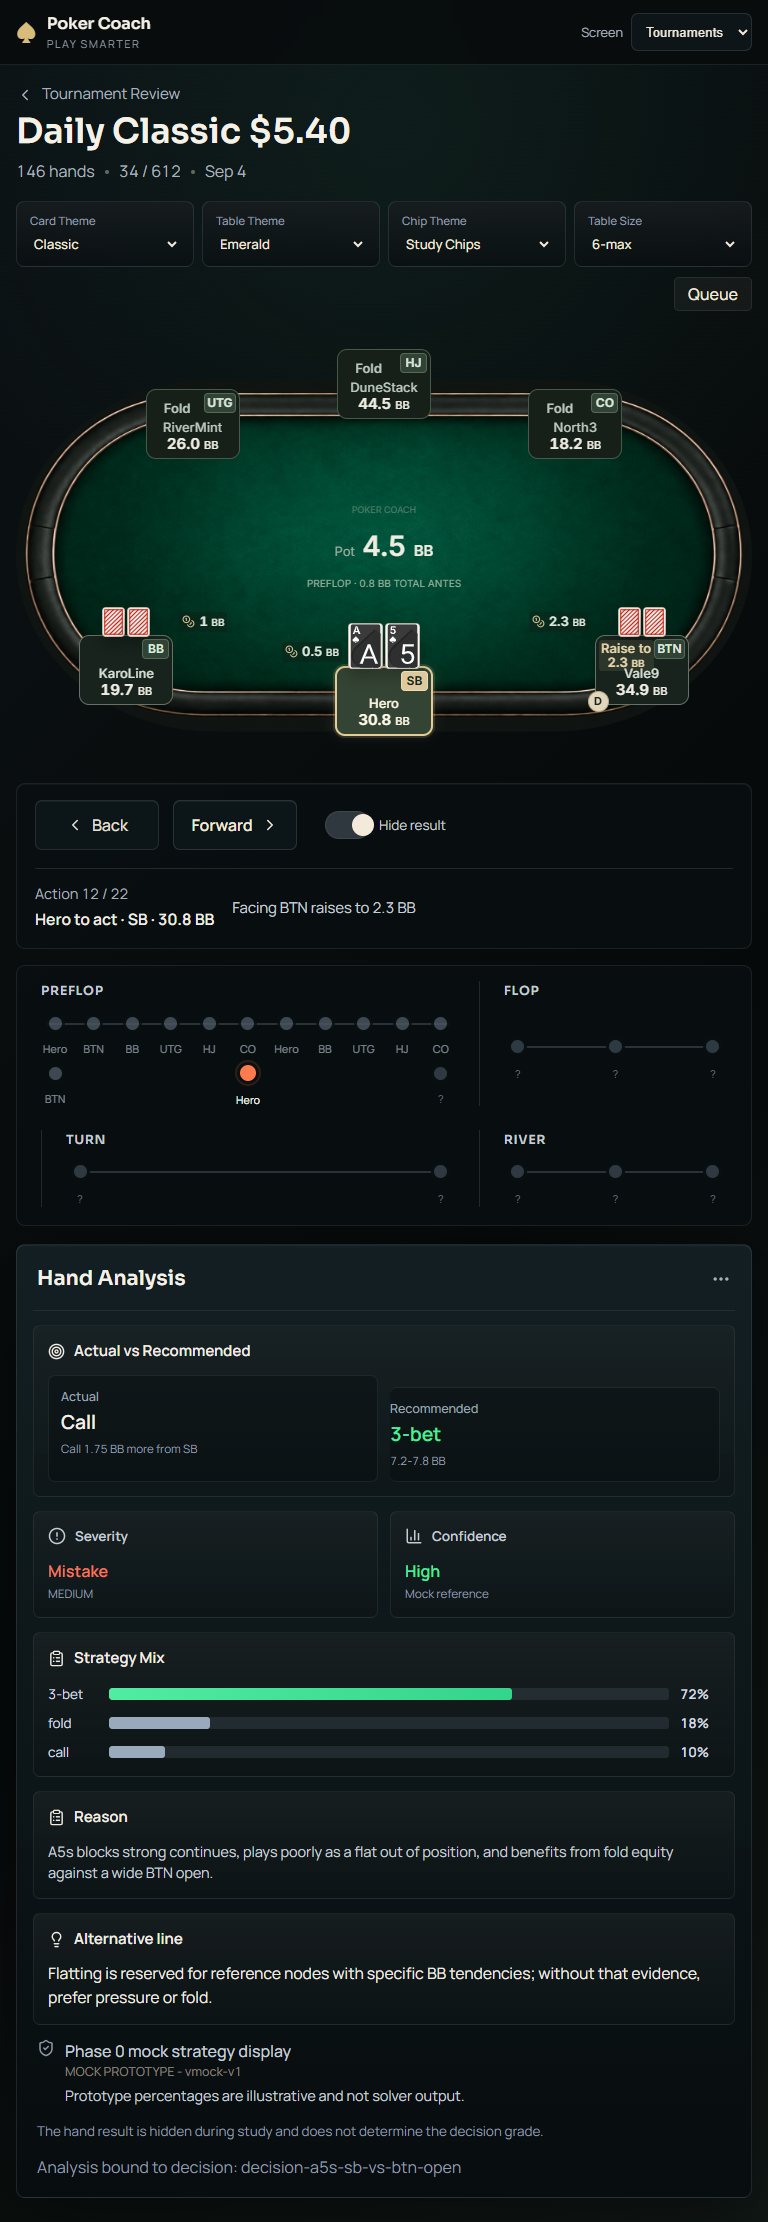 Poker Coach
PLAY SMARTER
Screen
Tournaments
Tournament Review
Daily Classic $5.40
146 hands • 34 / 612 • Sep 4
Card Theme
Classic
Table Theme
Emerald
Chip Theme
Study Chips
Table Size
6-max
Queue
Fold HJ
DuneStack
44.5 BB
Fold UTG
RiverMint
26.0 BB
Fold CO
North3
18.2 BB
POKER COACH
Pot 4.5 BB
PREFLOP · 0.8 BB TOTAL ANTES
1 BB
BB
KaroLine
19.7 BB
0.5 BB
A A
5 5
SB
Hero
30.8 BB
2.3 BB
Raise to 2.3 BB
BTN
Vale9
34.9 BB
D
Back
Forward
Hide result
Action 12 / 22
Hero to act · SB · 30.8 BB
Facing BTN raises to 2.3 BB
PREFLOP
Hero BTN BB UTG HJ CO Hero BB UTG HJ CO
BTN Hero ?
FLOP
? ? ?
TURN
? ?
RIVER
? ? ?
Hand Analysis
Actual vs Recommended
Actual
Call
Call 1.75 BB more from SB
Recommended
3-bet
7.2-7.8 BB
Severity
Mistake
MEDIUM
Confidence
High
Mock reference
Strategy Mix
3-bet 72%
fold 18%
call 10%
Reason
A5s blocks strong continues, plays poorly as a flat out of position, and benefits from fold equity
against a wide BTN open.
Alternative line
Flatting is reserved for reference nodes with specific BB tendencies; without that evidence,
prefer pressure or fold.
Phase 0 mock strategy display
MOCK PROTOTYPE - vmock-v1
Prototype percentages are illustrative and not solver output.
The hand result is hidden during study and does not determine the decision grade.
Analysis bound to decision: decision-a5s-sb-vs-btn-open